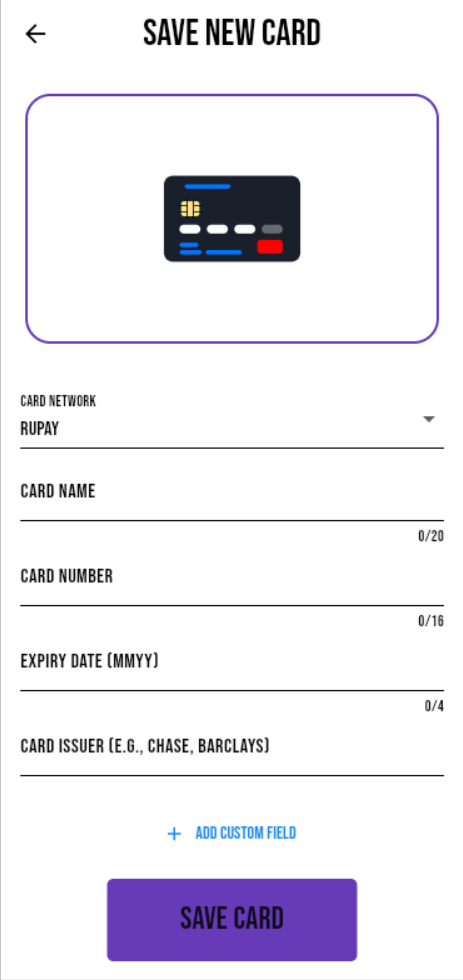 SAVE NEW CARD
CARD NETWORK
RUPAY
CARD NAME
0/20
CARD NUMBER
0/16
EXPIRY DATE (MMYY)
0/4
CARD ISSUER (E.G., CHASE, BARCLAYS)
+ ADD CUSTOM FIELD
SAVE CARD